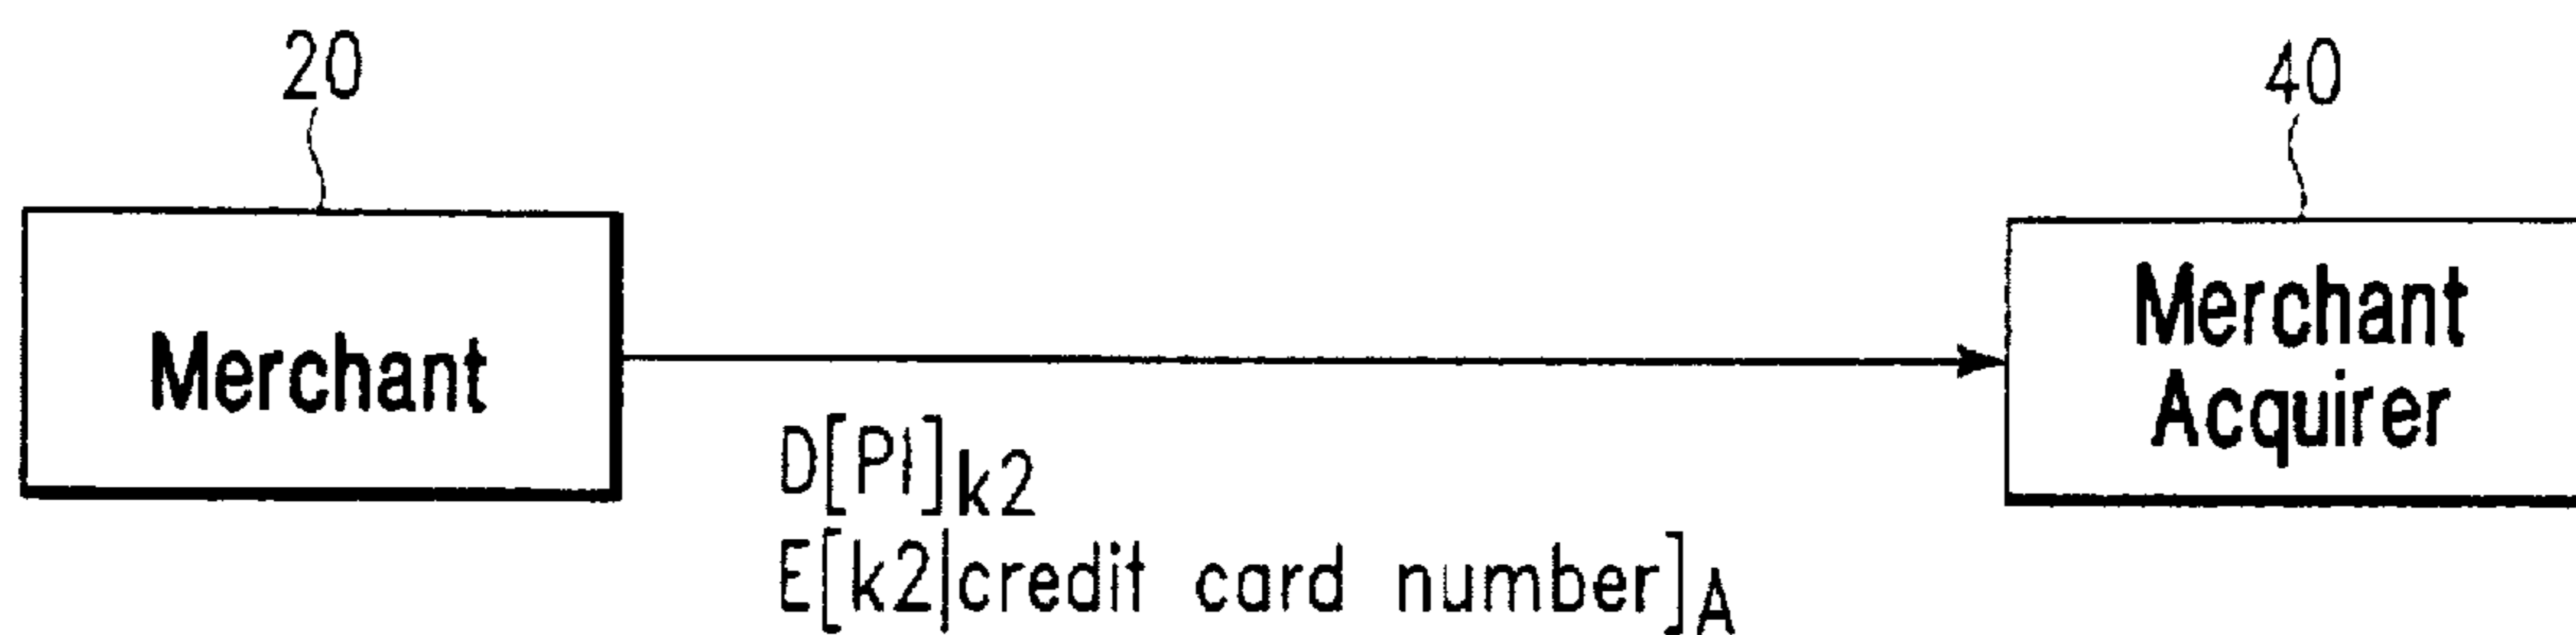 20
40
Merchant
Merchant
Acquirer
D[PI]k2
E[k2|credit card number]A